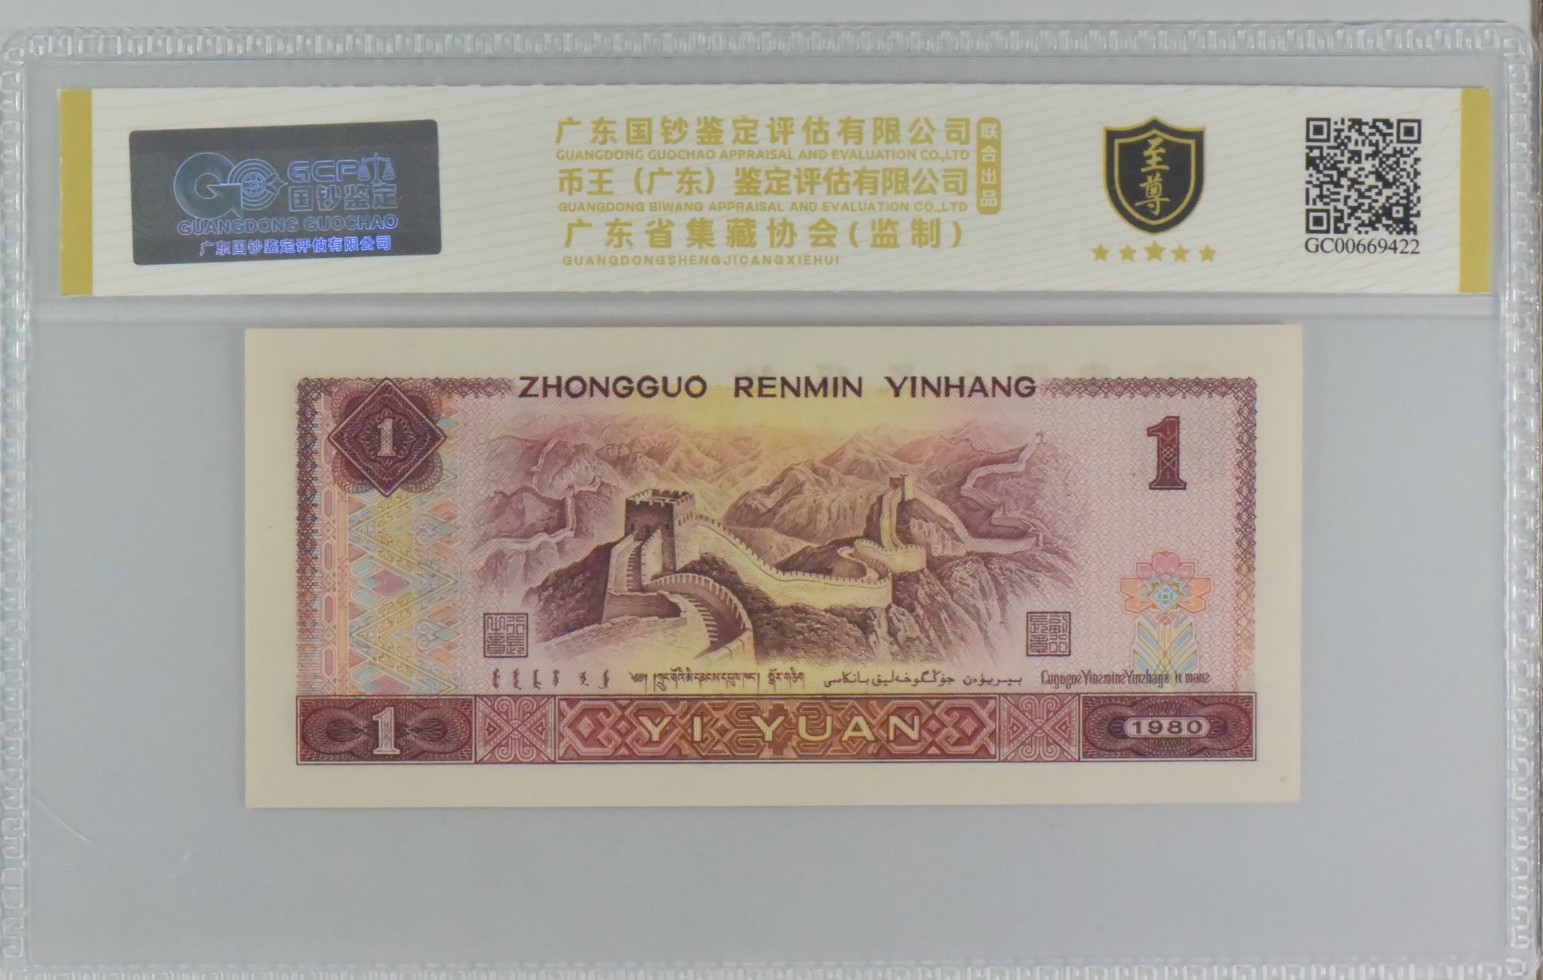 GCF
国钞鉴定
GUANGDONG GUOCHAO
广东国钞鉴定评估有限公司
广东国钞鉴定评估有限公司
GUANGDONG GUOCHAO APPRAISAL AND EVALUATION CO.,LTD
币王（广东）鉴定评估有限公司
GUANGDONG BIWANG APPRAISAL AND EVALUATION CO.,LTD
联合出品
广东省集藏协会(监制)
GUANGDONGSHENGJICANGXIEHUI
至尊
GC00669422
ZHONGGUO RENMIN YINHANG
1
1
1
YI YUAN
1980